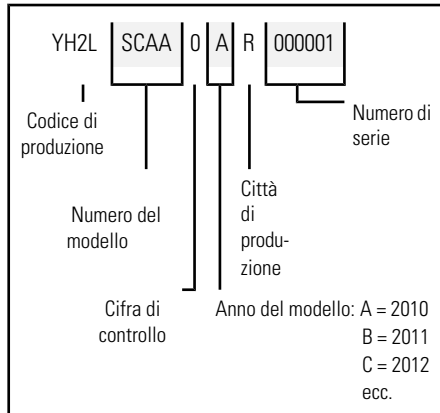 YH2L SCAA 0 A R 000001
Codice di
produzione
Numero di
serie
Numero del
modello
Città
di
produ-
zione
Cifra di
controllo
Anno del modello: A = 2010
B = 2011
C = 2012
ecc.